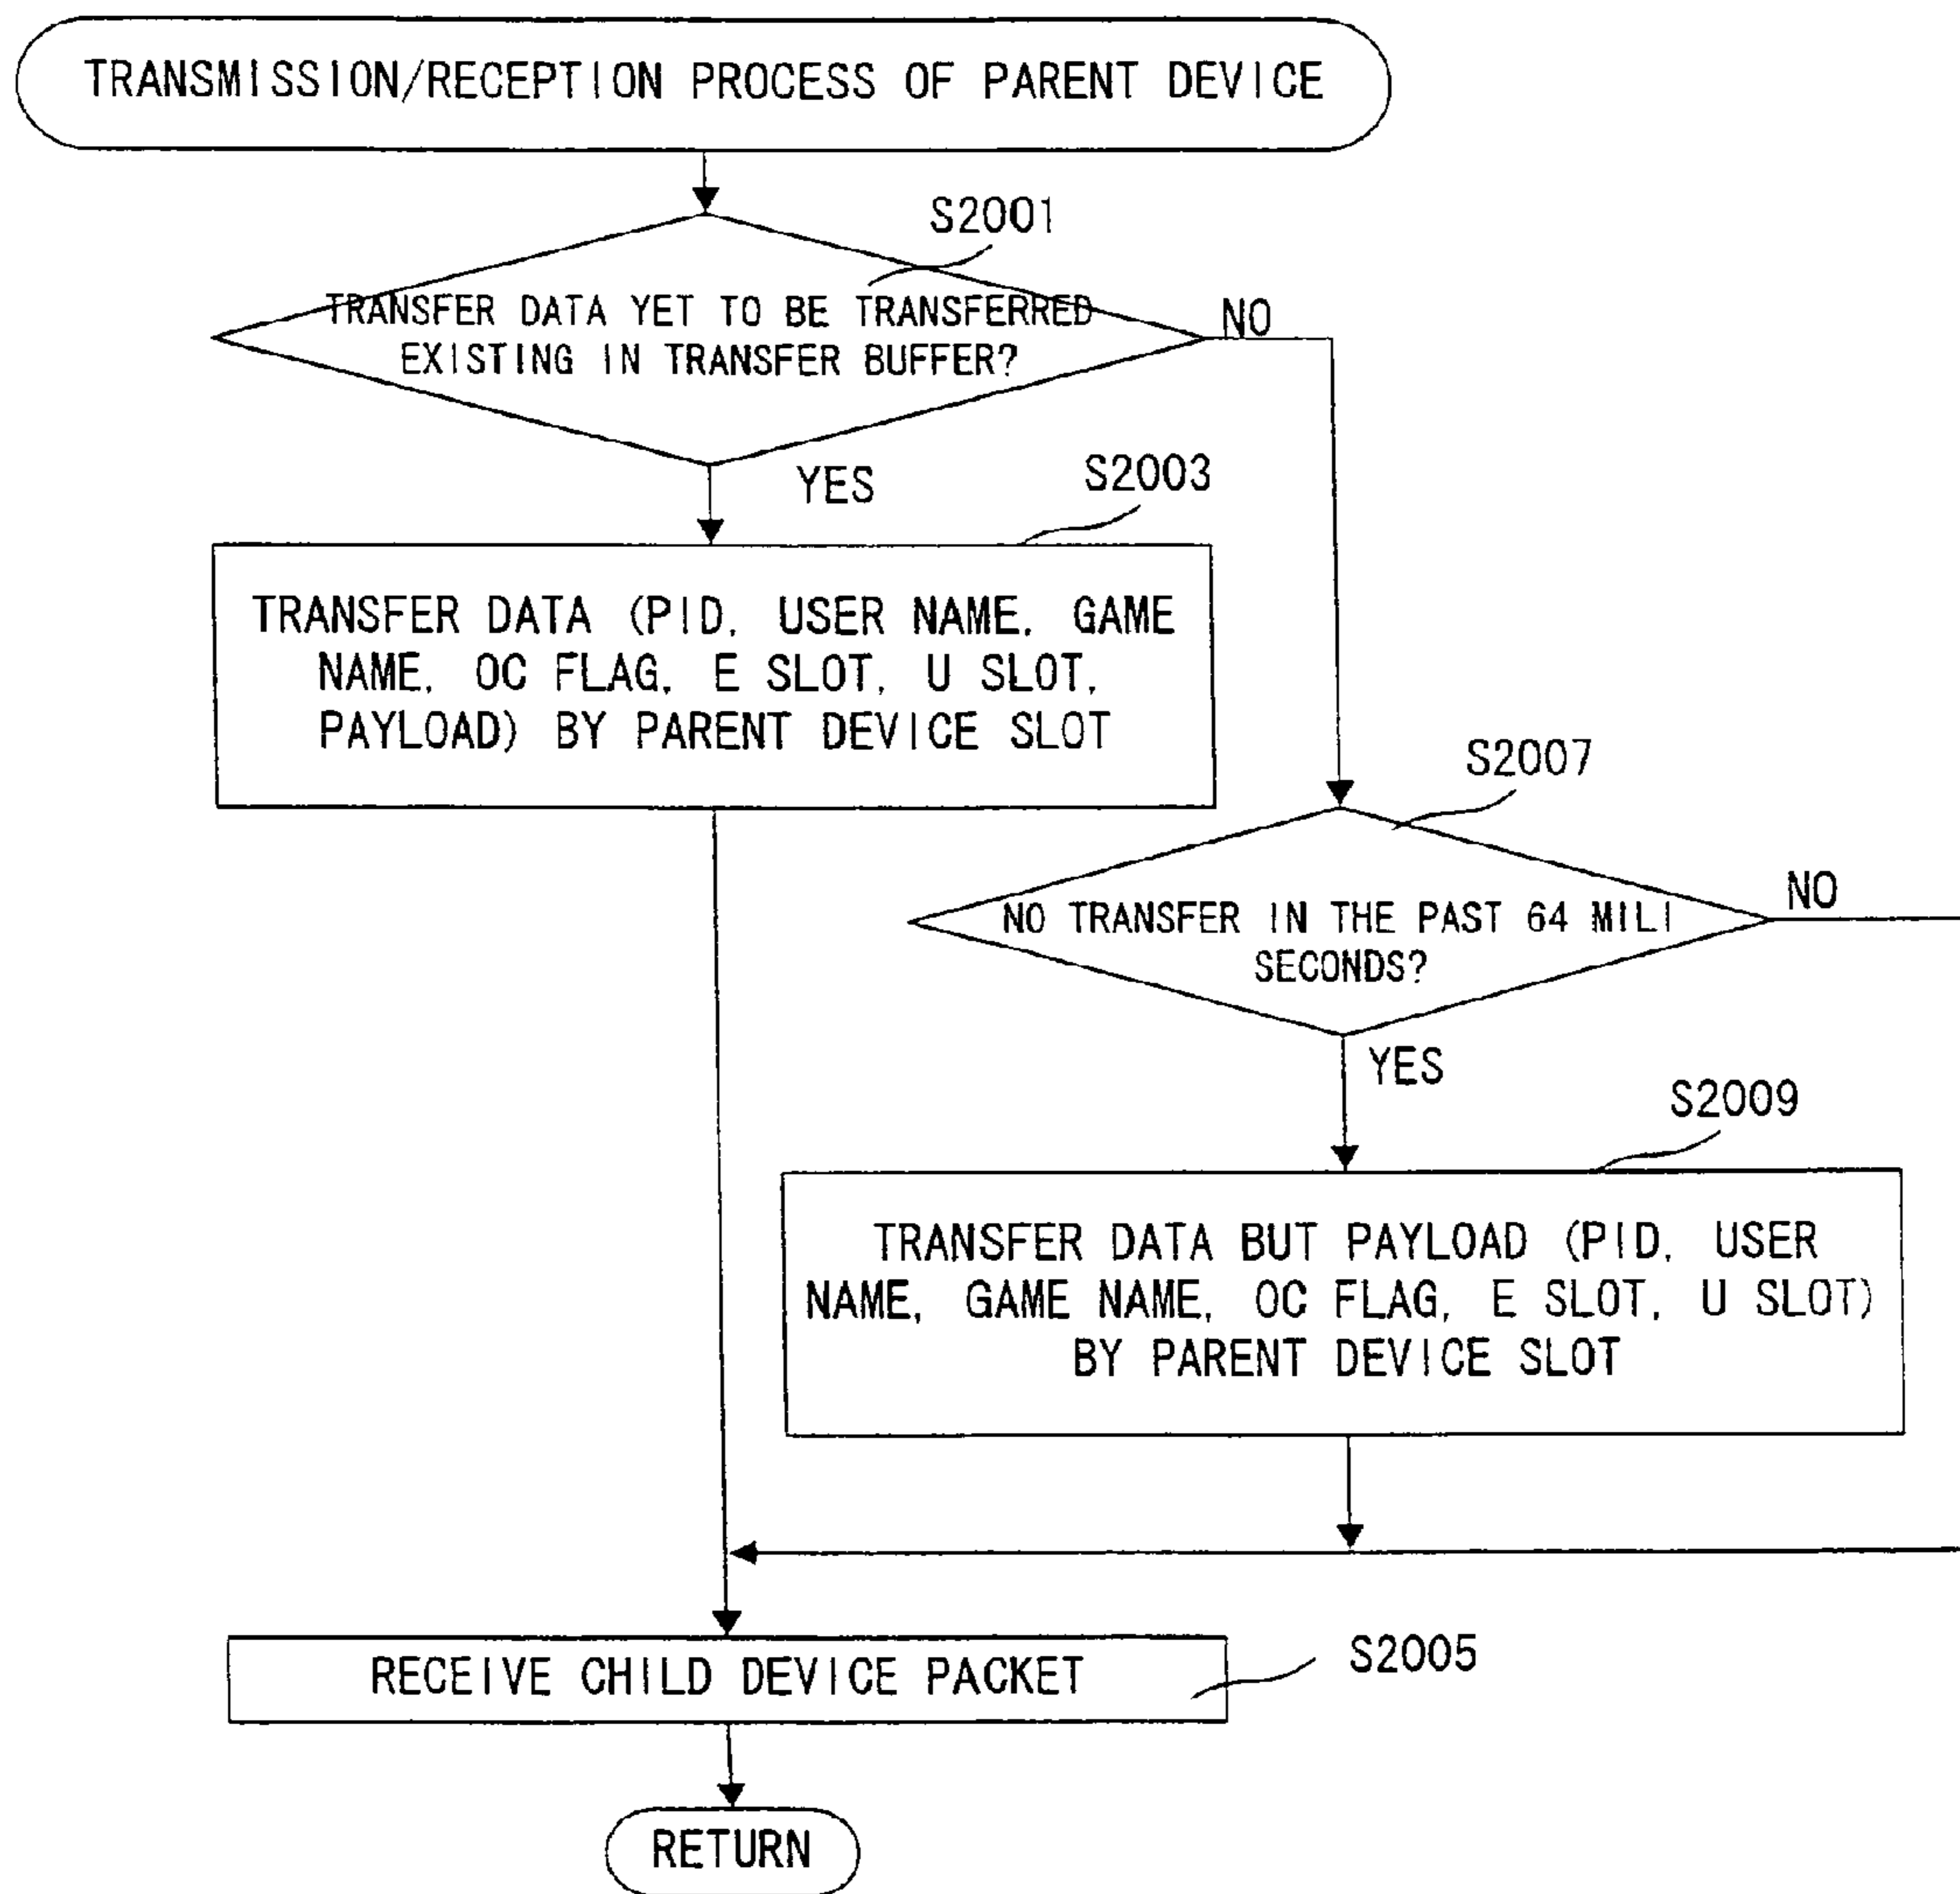 TRANSMISSION/RECEPTION PROCESS OF PARENT DEVICE
S2001
TRANSFER DATA YET TO BE TRANSFERRED
EXISTING IN TRANSFER BUFFER?
NO
YES
S2003
TRANSFER DATA (PID, USER NAME, GAME
NAME, OC FLAG, E SLOT, U SLOT,
PAYLOAD) BY PARENT DEVICE SLOT
S2007
NO TRANSFER IN THE PAST 64 MILI
SECONDS?
NO
YES
S2009
TRANSFER DATA BUT PAYLOAD (PID, USER
NAME, GAME NAME, OC FLAG, E SLOT, U SLOT)
BY PARENT DEVICE SLOT
RECEIVE CHILD DEVICE PACKET
S2005
RETURN